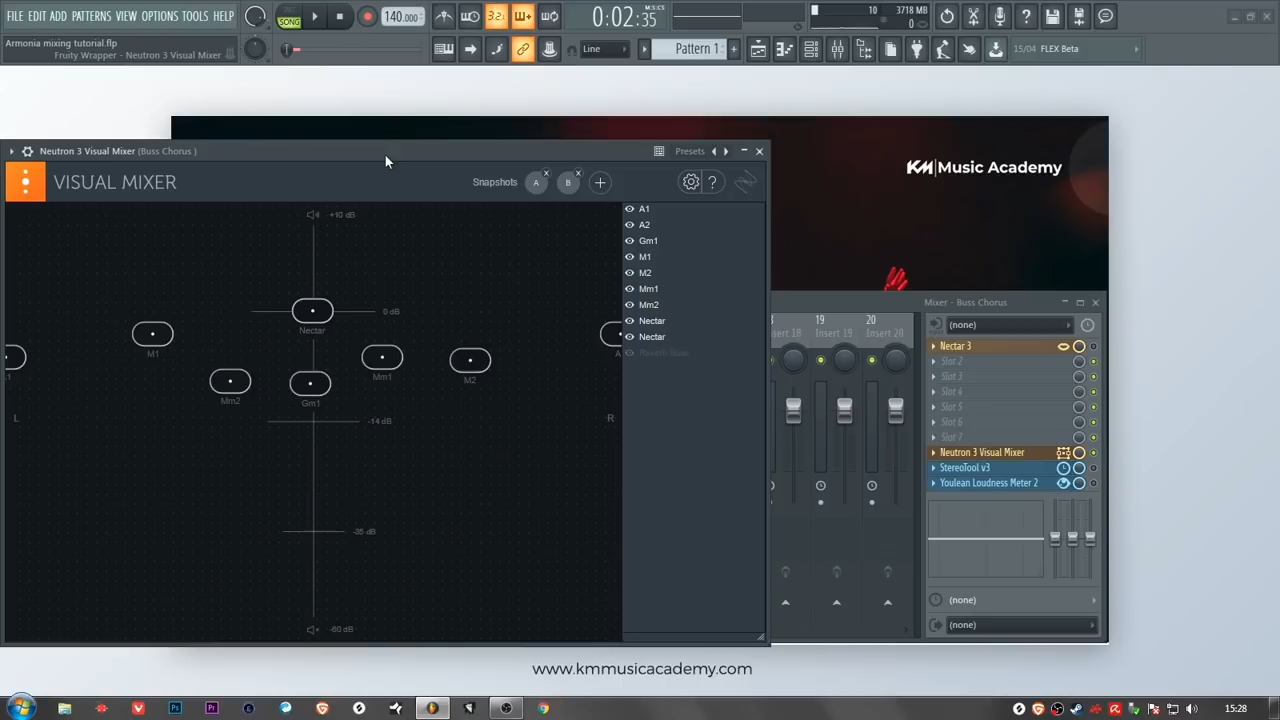 FILE EDIT ADD PATTERNS VIEW OPTIONS TOOLS HELP
PAT
SONG
140.000
3.2.
0:02:35
10
3718 MB
0
Armonia mixing tutorial.flp
Fruity Wrapper - Neutron 3 Visual Mixer
Line
Pattern 1
15/04 FLEX Beta
KM Music Academy
Neutron 3 Visual Mixer (Buss Chorus )
Presets
VISUAL MIXER
Snapshots
A
B
?
+10 dB
0 dB
-14 dB
-35 dB
-60 dB
L
R
Nectar
M1
Mm1
M2
Mm2
Gm1
A1
A2
Gm1
M1
M2
Mm1
Mm2
Nectar
Nectar
Reverb Buss
Mixer - Buss Chorus
19
20
Insert 18
Insert 19
Insert 20
(none)
Nectar 3
Slot 2
Slot 3
Slot 4
Slot 5
Slot 6
Slot 7
Neutron 3 Visual Mixer
StereoTool v3
Youlean Loudness Meter 2
(none)
(none)
www.kmmusicacademy.com
15:28